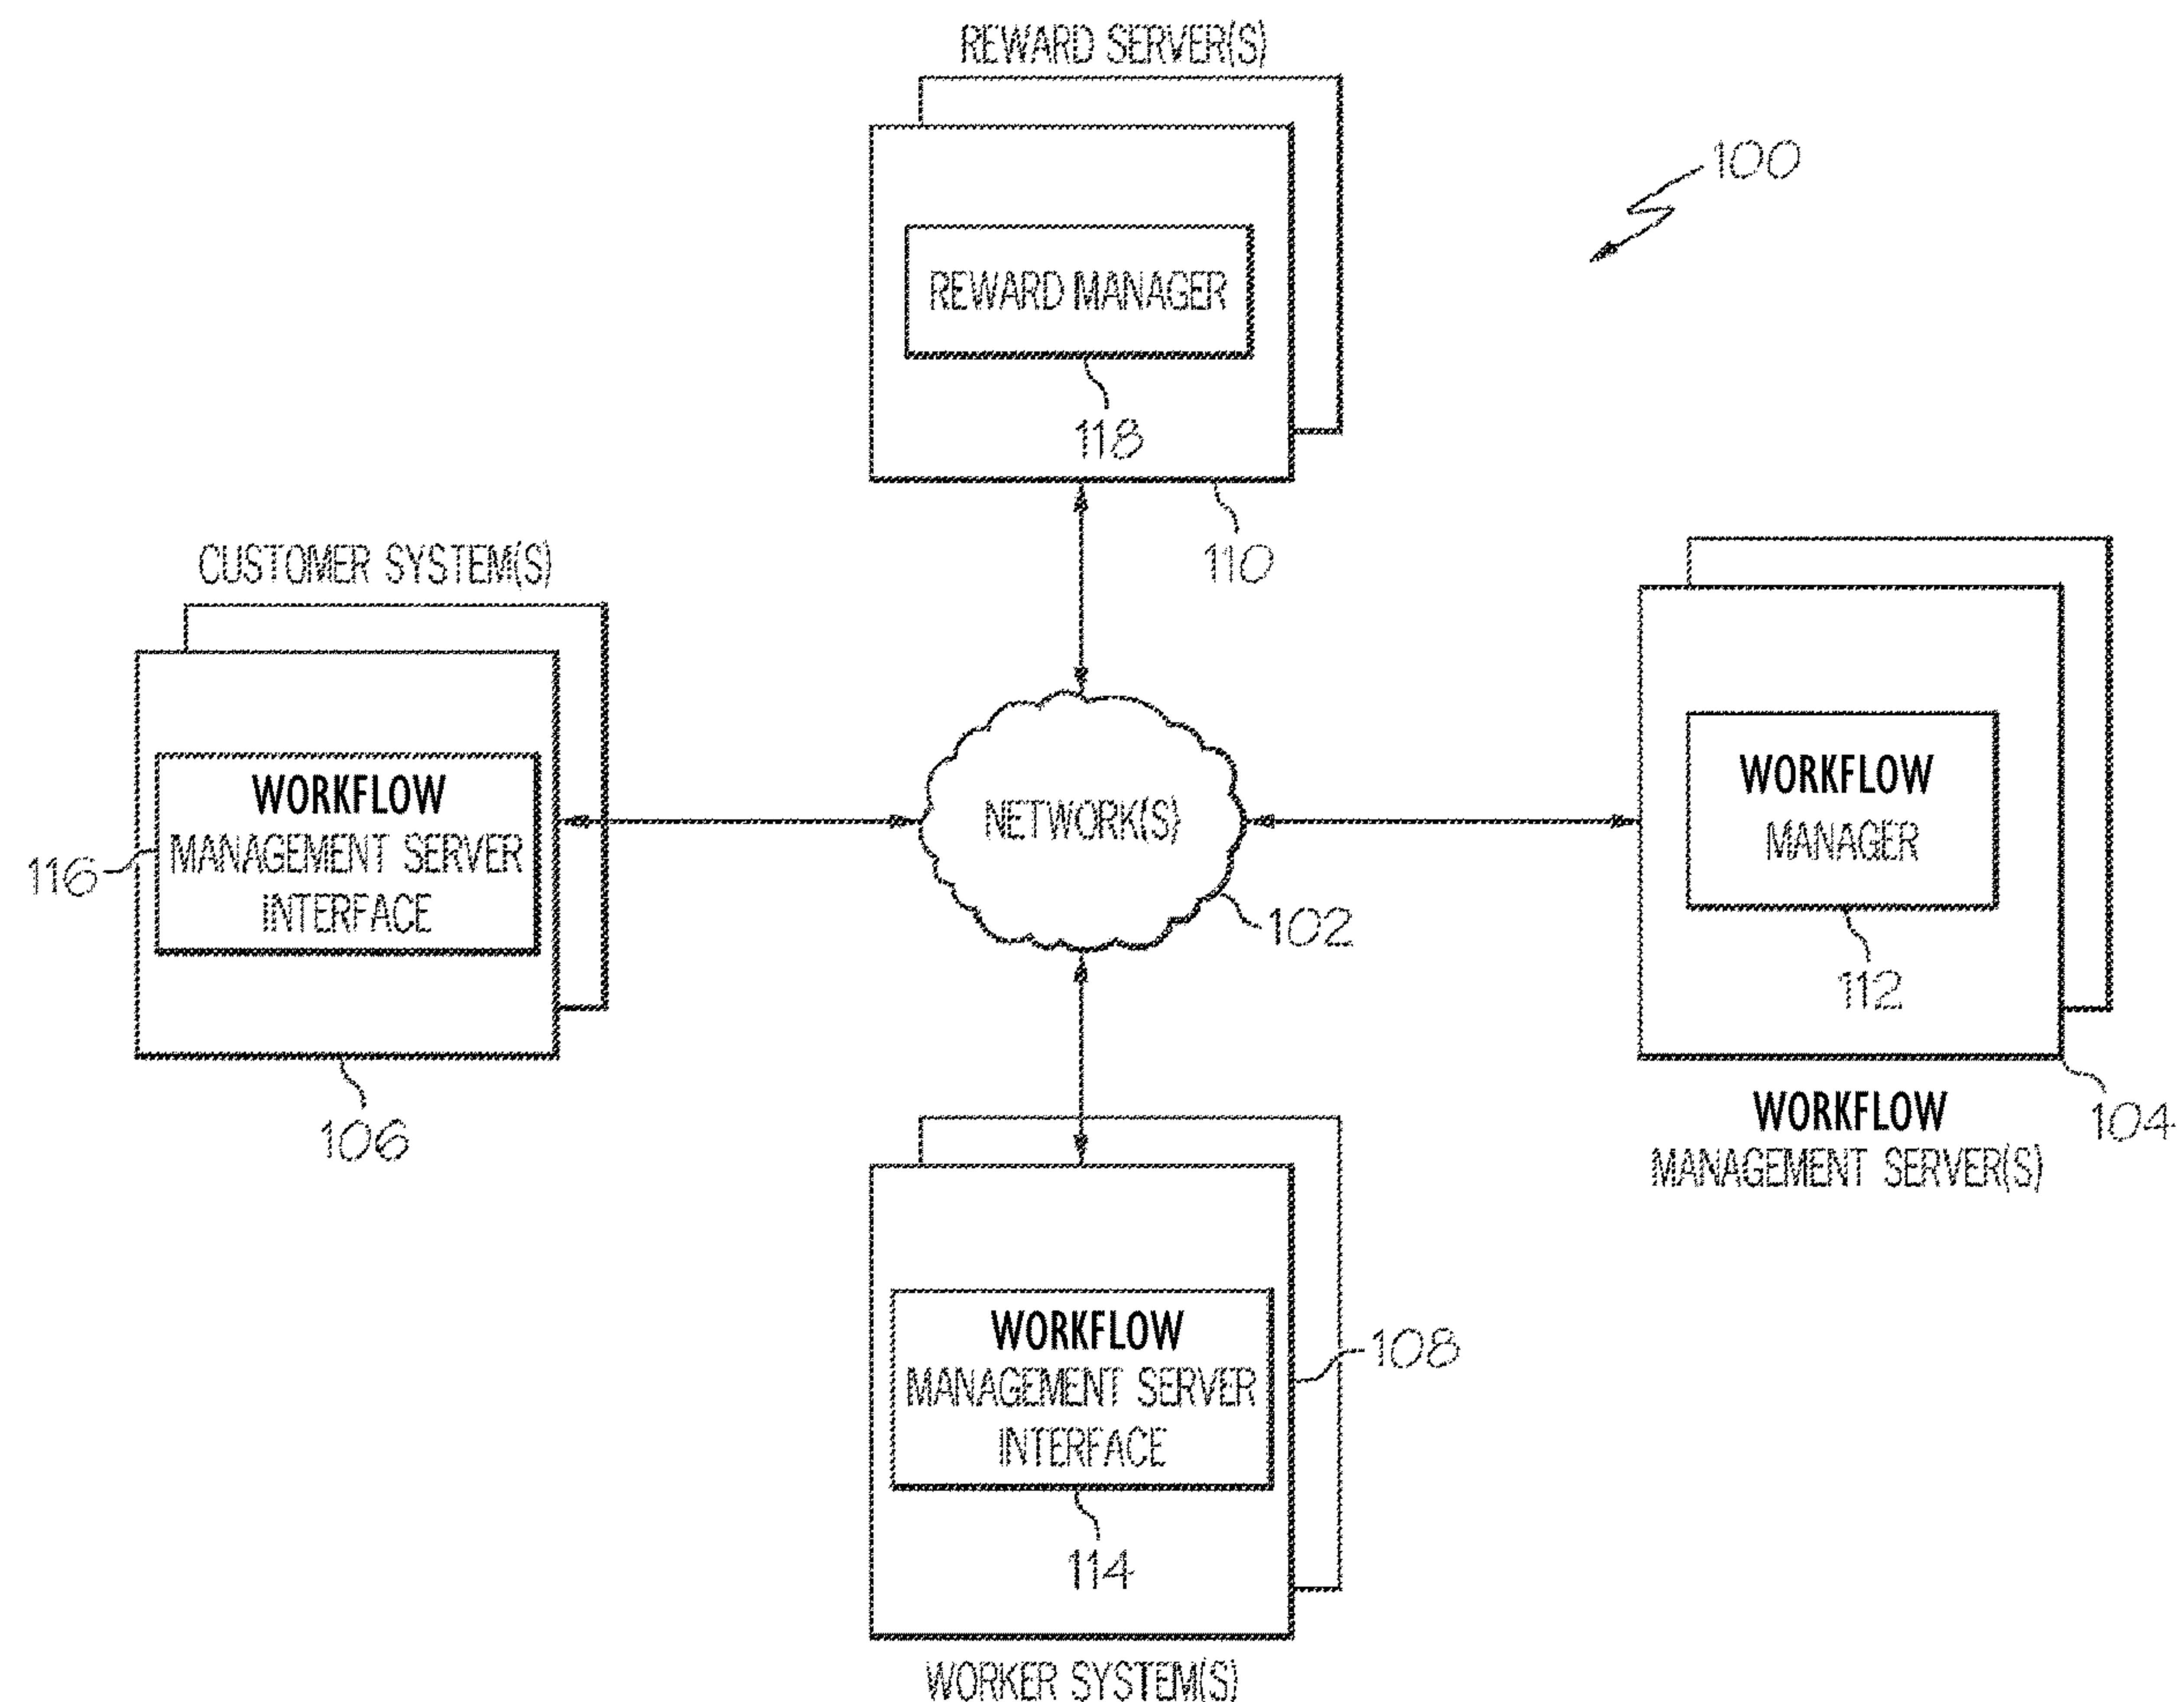 REWARD SERVER(S)
100
REWARD MANAGER
118
110
CUSTOMER SYSTEM(S)
WORKFLOW
MANAGEMENT SERVER
INTERFACE
116
106
NETWORK(S)
102
WORKFLOW
MANAGER
112
104
WORKFLOW
MANAGEMENT SERVER(S)
WORKFLOW
MANAGEMENT SERVER
INTERFACE
108
114
WORKER SYSTEM(S)